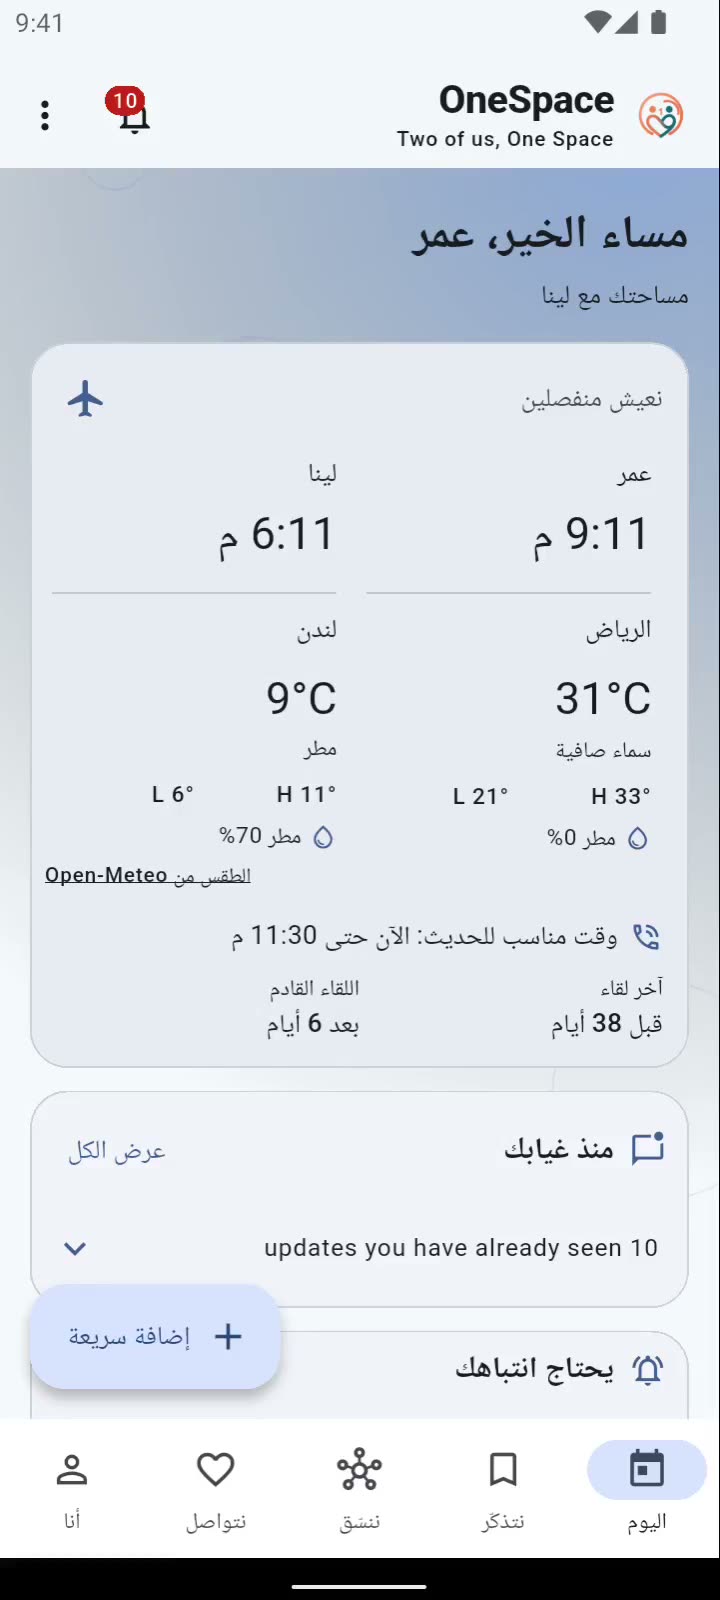 9:41
OneSpace
Two of us, One Space
10
مساء الخير، عمر
مساحتك مع لينا
نعيش منفصلين
عمر
9:11 م
لينا
6:11 م
الرياض
31°C
سماء صافية
H 33° L 21°
مطر 0%
لندن
9°C
مطر
H 11° L 6°
مطر 70%
الطقس من Open-Meteo
وقت مناسب للحديث: الآن حتى 11:30 م
آخر لقاء
قبل 38 أيام
اللقاء القادم
بعد 6 أيام
منذ غيابك
عرض الكل
updates you have already seen 10
إضافة سريعة
يحتاج انتباهك
اليوم
نتذكّر
ننسّق
نتواصل
أنا